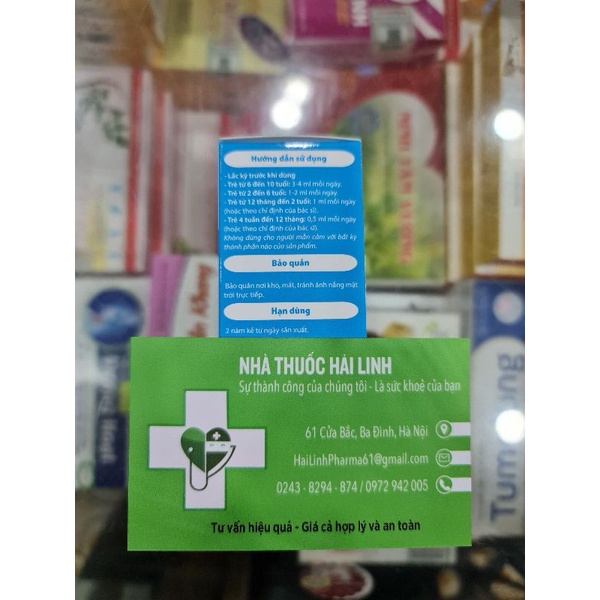 Hướng dẫn sử dụng
- Lắc kỹ trước khi dùng
- Trẻ từ 6 đến 10 tuổi: 3-4 ml mỗi ngày.
- Trẻ từ 2 đến 6 tuổi: 1-2 ml mỗi ngày.
- Trẻ từ 12 tháng đến 2 tuổi: 1 ml mỗi ngày
(hoặc theo chỉ định của bác sĩ).
- Trẻ 4 tuần đến 12 tháng: 0,5 ml mỗi ngày
(hoặc theo chỉ định của bác sĩ)
Không dùng cho người mẫn cảm với bất kỳ
thành phần nào của sản phẩm.
Bảo quản
Bảo quản nơi khô, mát, tránh ánh nắng mặt
trời trực tiếp.
Hạn dùng
2 năm kể từ ngày sản xuất.
NHÀ THUỐC HẢI LINH
Sự thành công của chúng tôi - Là sức khoẻ của bạn
61 Cửa Bắc, Ba Đình, Hà Nội
HaiLinhPharma61@gmail.com
0243 - 8294 - 874 / 0972 942 005
Tư vấn hiệu quả - Giá cả hợp lý và an toàn